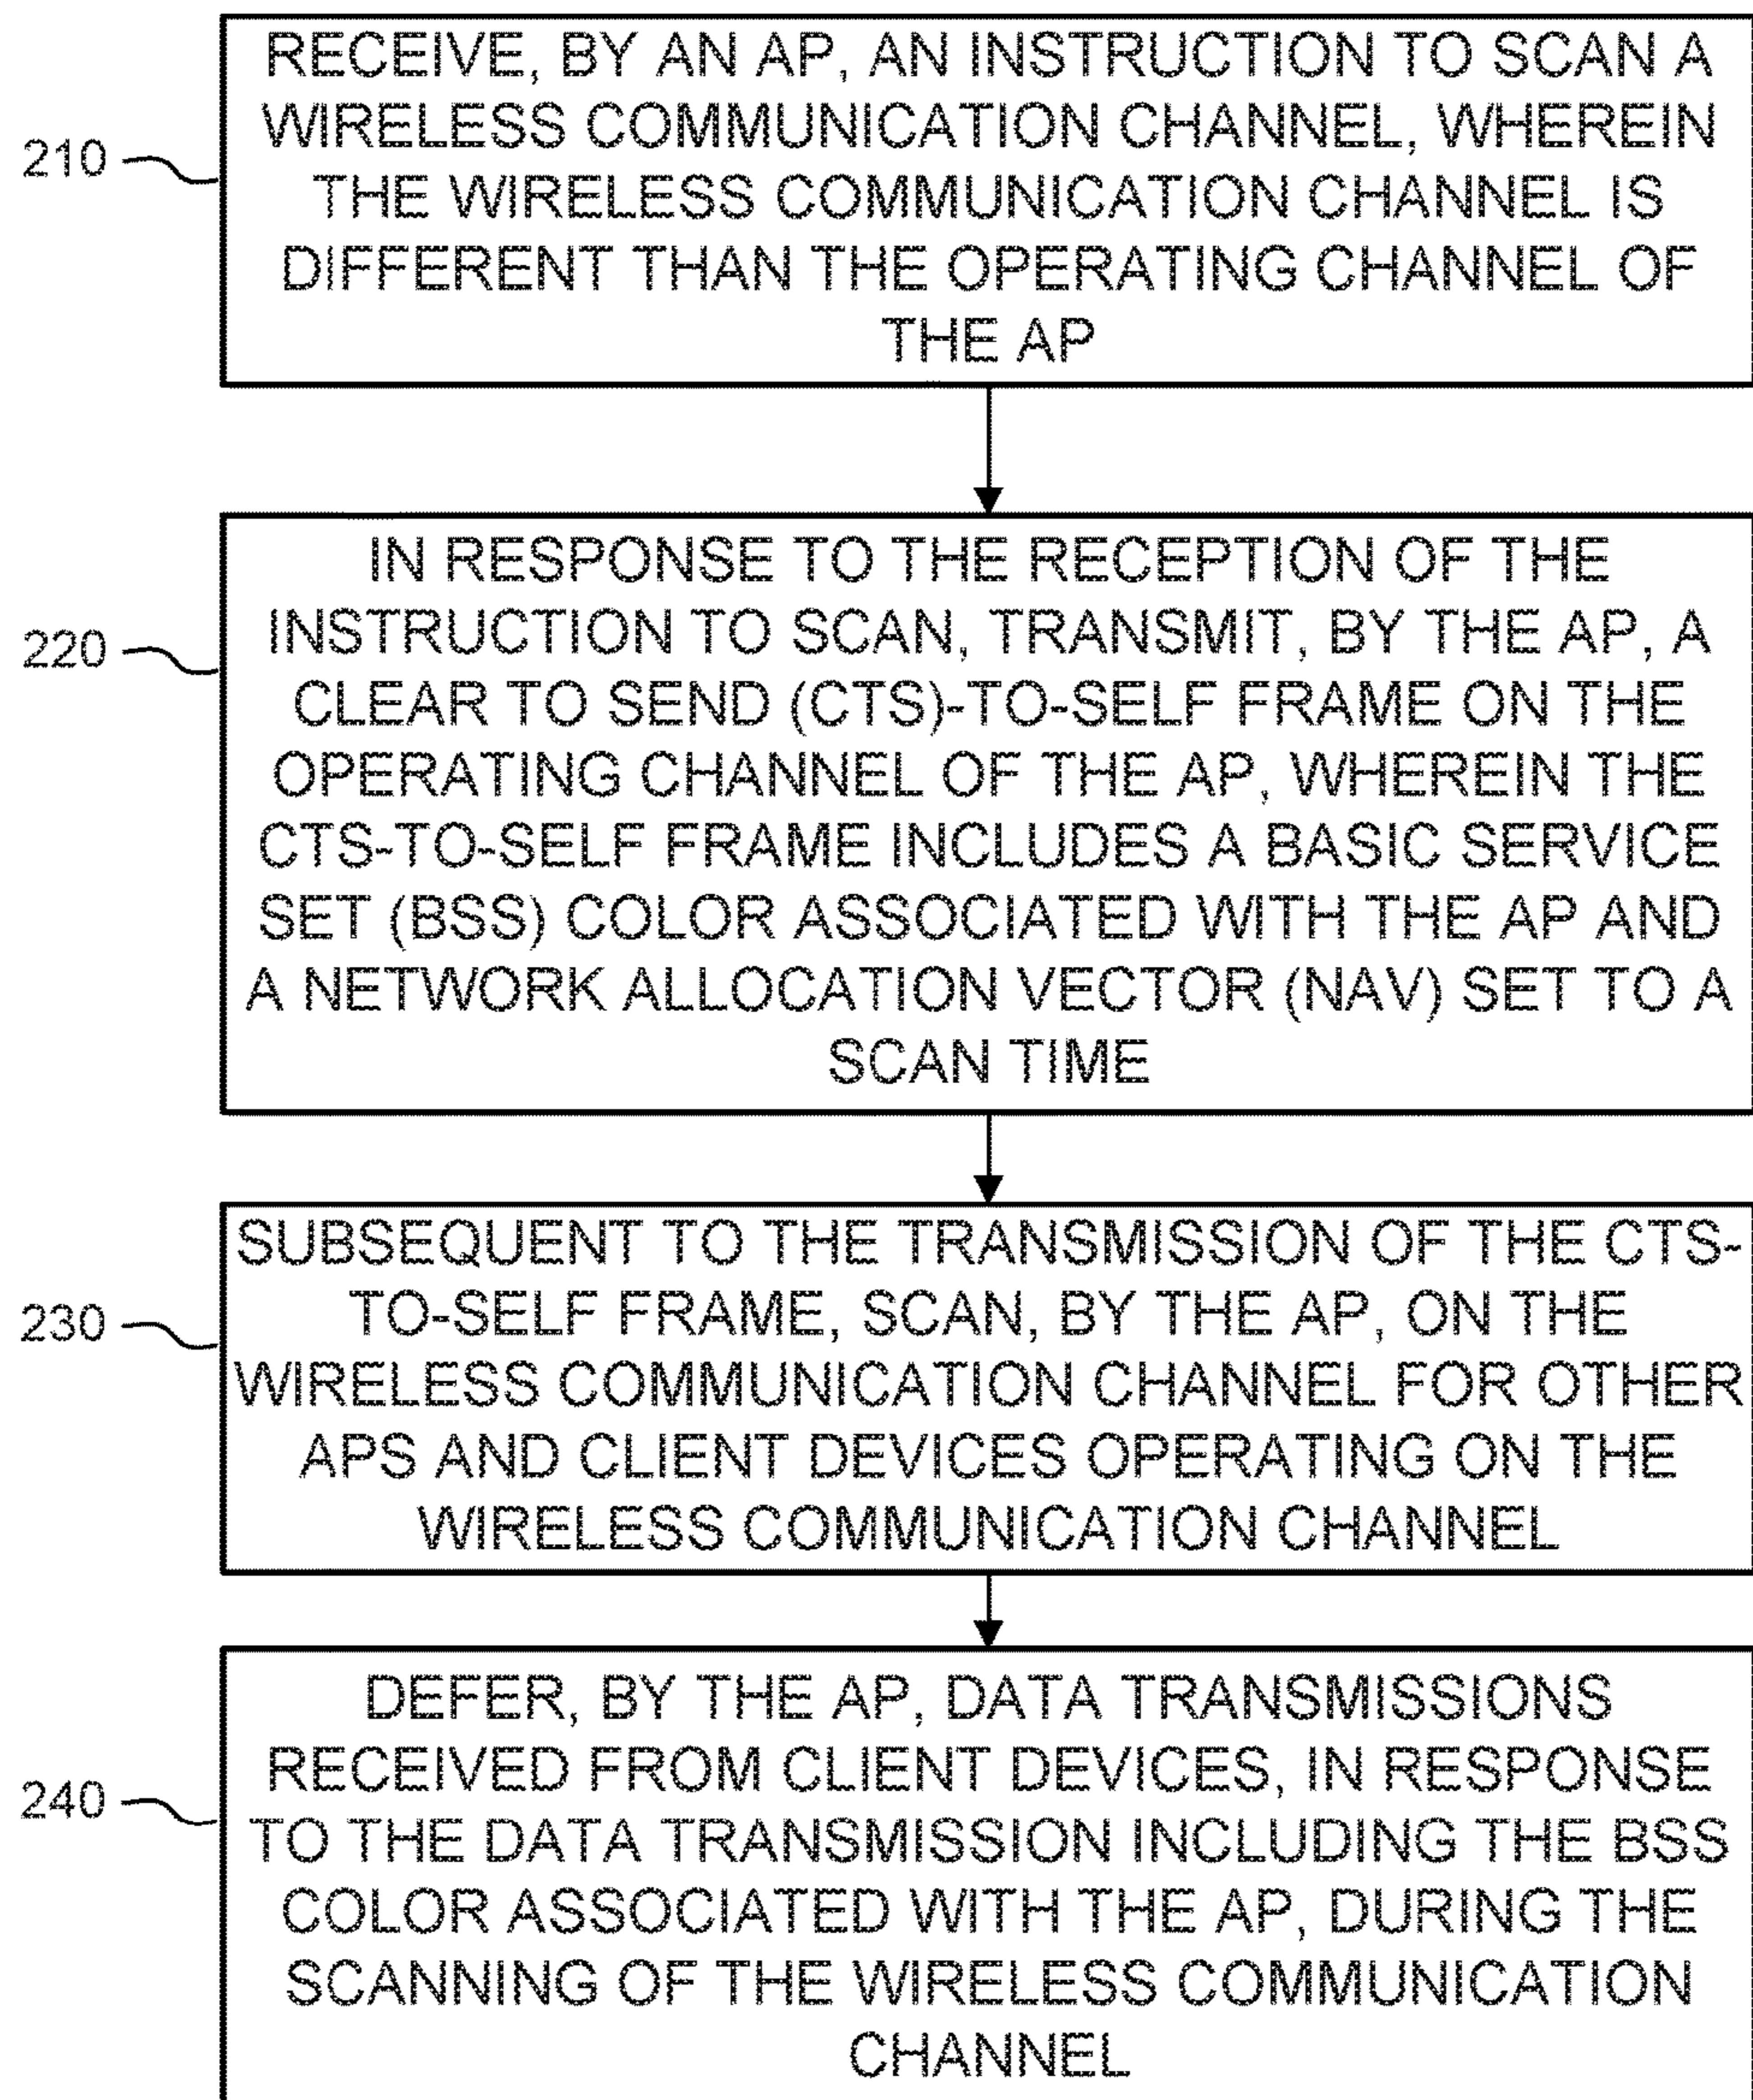 RECEIVE, BY AN AP, AN INSTRUCTION TO SCAN A
WIRELESS COMMUNICATION CHANNEL, WHEREIN
210
THE WIRELESS COMMUNICATION CHANNEL IS
DIFFERENT THAN THE OPERATING CHANNEL OF
THE AP
IN RESPONSE TO THE RECEPTION OF THE
INSTRUCTION TO SCAN, TRANSMIT, BY THE AP, A
220
CLEAR TO SEND (CTS)-TO-SELF FRAME ON THE
OPERATING CHANNEL OF THE AP, WHEREIN THE
CTS-TO-SELF FRAME INCLUDES A BASIC SERVICE
SET (BSS) COLOR ASSOCIATED WITH THE AP AND
A NETWORK ALLOCATION VECTOR (NAV) SET TO A
SCAN TIME
SUBSEQUENT TO THE TRANSMISSION OF THE CTS-
TO-SELF FRAME, SCAN, BY THE AP, ON THE
230
WIRELESS COMMUNICATION CHANNEL FOR OTHER
APS AND CLIENT DEVICES OPERATING ON THE
WIRELESS COMMUNICATION CHANNEL
DEFER, BY THE AP, DATA TRANSMISSIONS
RECEIVED FROM CLIENT DEVICES, IN RESPONSE
240
TO THE DATA TRANSMISSION INCLUDING THE BSS
COLOR ASSOCIATED WITH THE AP, DURING THE
SCANNING OF THE WIRELESS COMMUNICATION
CHANNEL